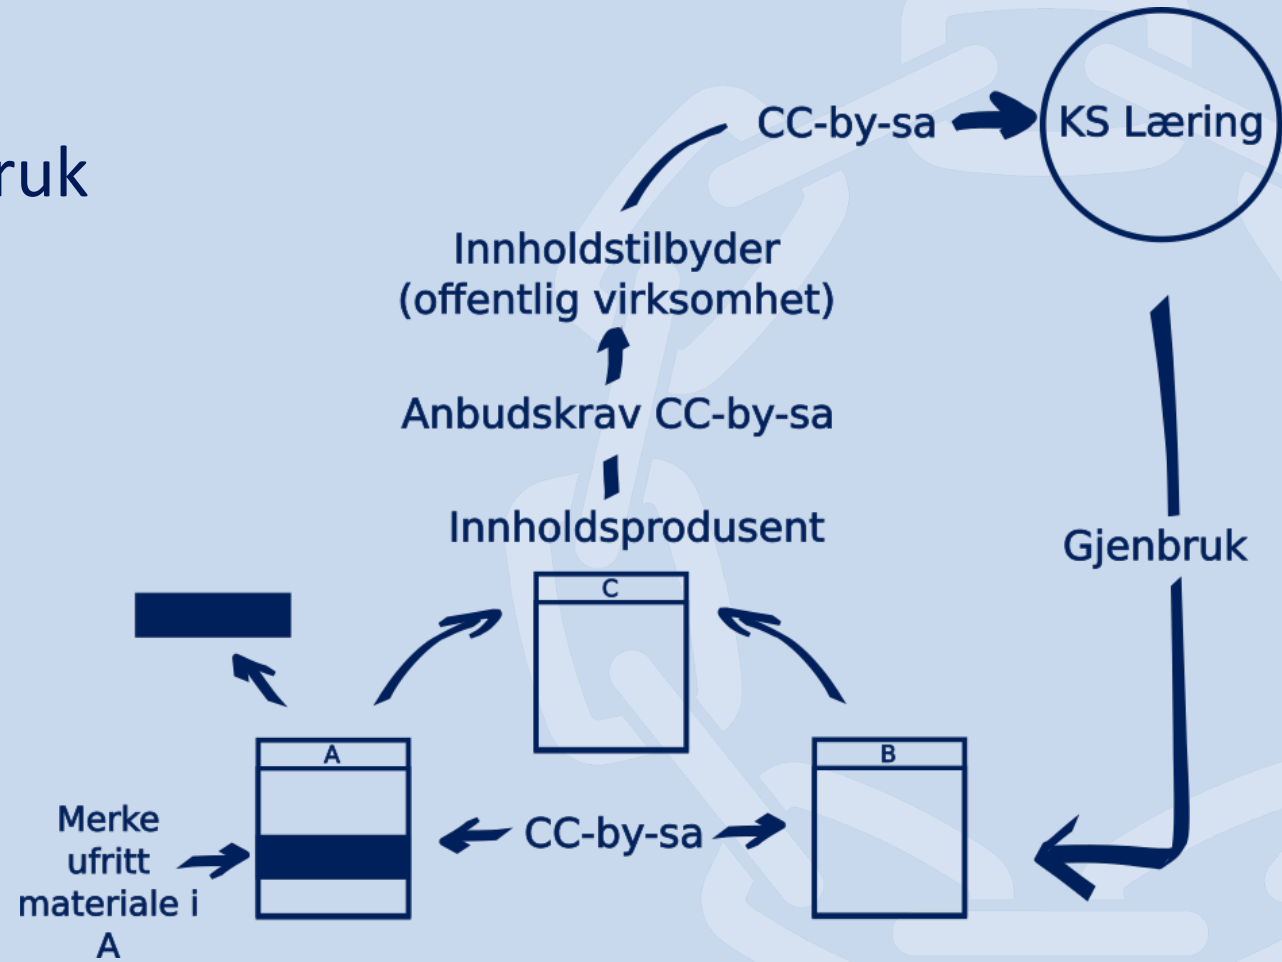 ruk
CC-by-sa
KS Læring
Innholdstilbyder
(offentlig virksomhet)
Anbudskrav CC-by-sa
Innholdsprodusent
Gjenbruk
C
A
B
Merke
ufritt
materiale i
A
CC-by-sa